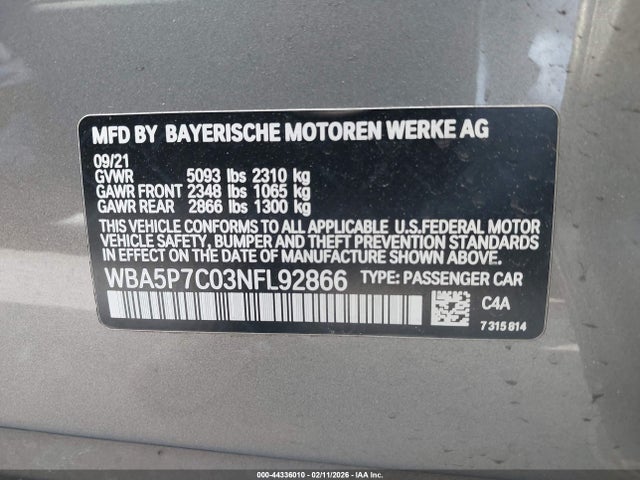 MFD BY BAYERISCHE MOTOREN WERKE AG
09/21
GVWR 5093 lbs 2310 kg
GAWR FRONT 2348 lbs 1065 kg
GAWR REAR 2866 lbs 1300 kg
THIS VEHICLE CONFORMS TO ALL APPLICABLE U.S.FEDERAL MOTOR
VEHICLE SAFETY, BUMPER AND THEFT PREVENTION STANDARDS
IN EFFECT ON THE DATE OF MANUFACTURE SHOWN ABOVE.
WBA5P7C03NFL92866 TYPE: PASSENGER CAR
C4A
7 315 814
000-44336010 - 02/11/2026 - IAA Inc.